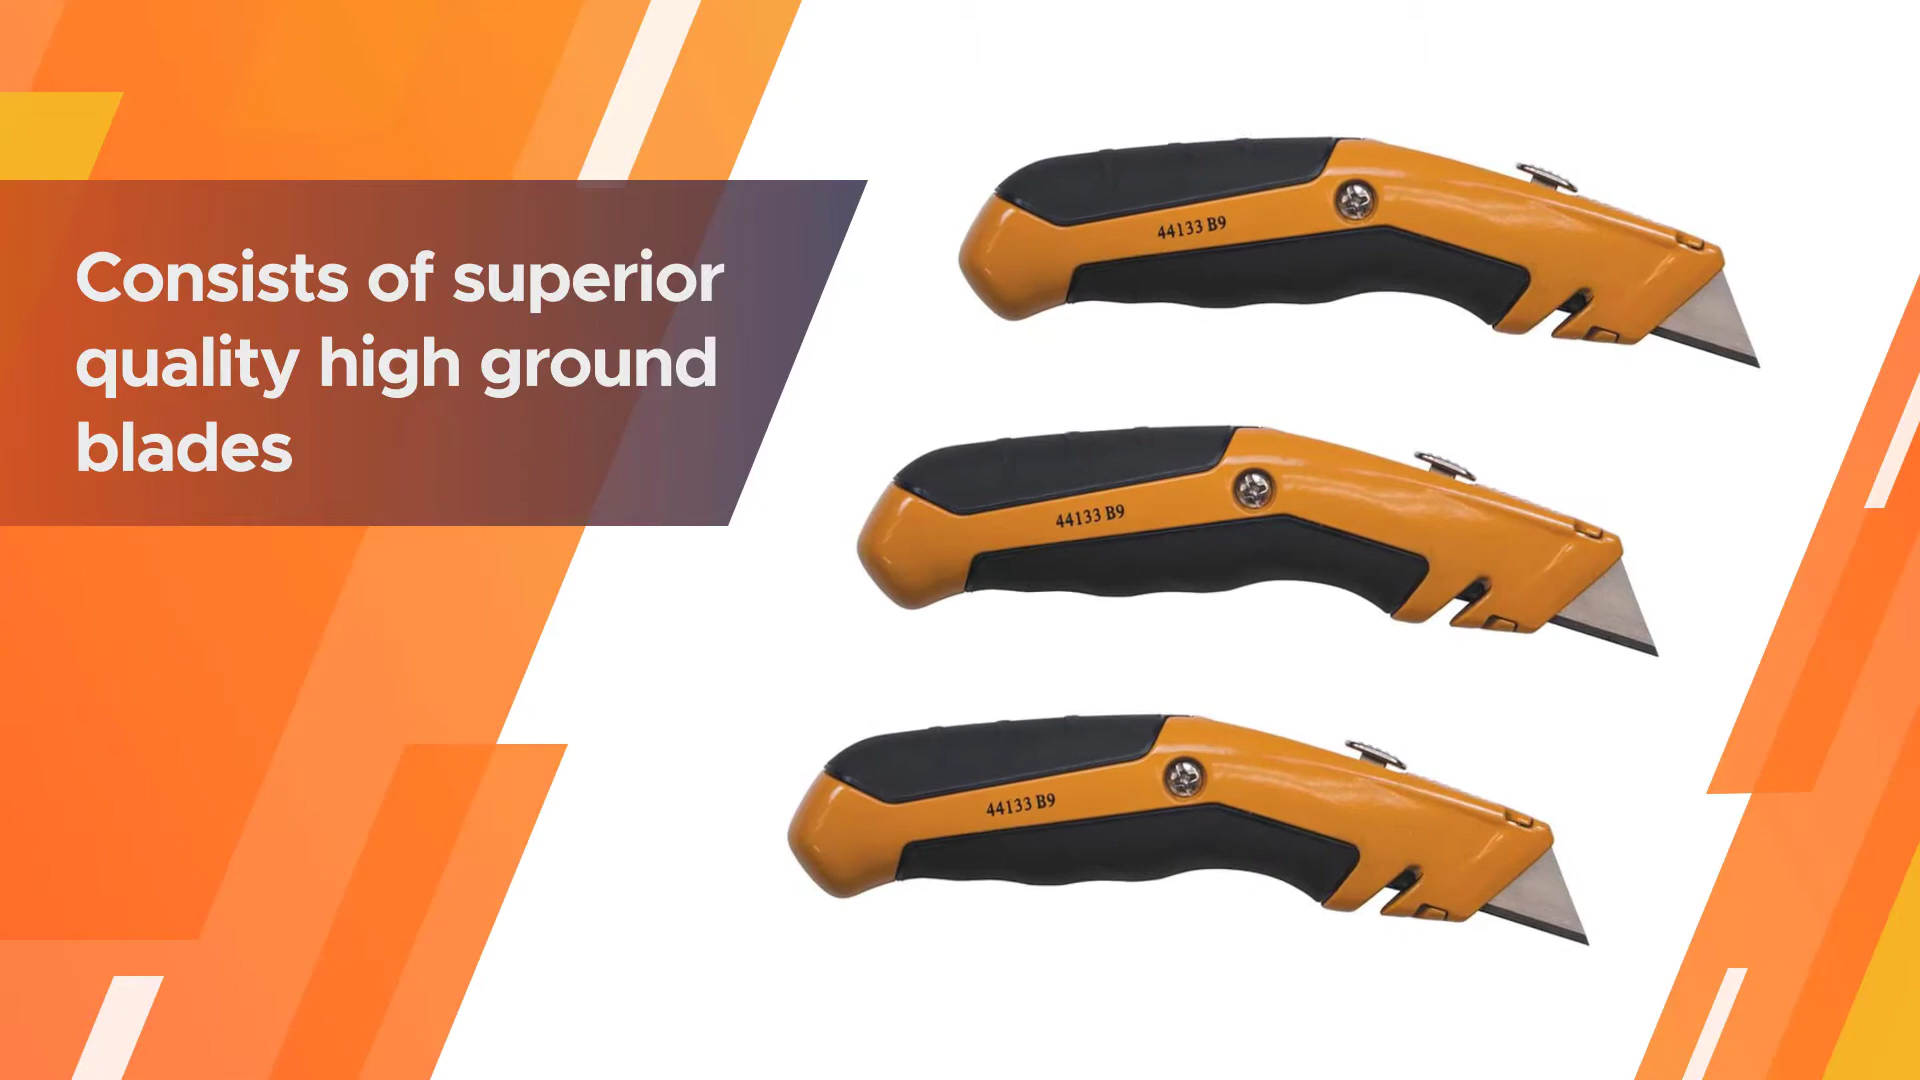 Consists of superior
quality high ground
blades
44133 B9
44133 B9
44133 B9